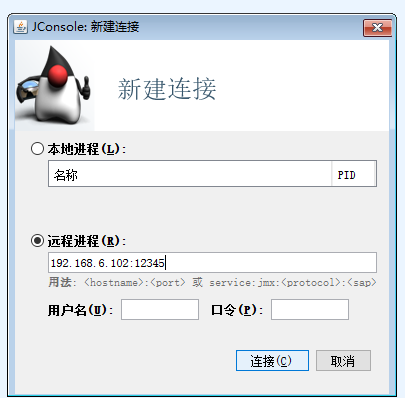 JConsole: 新建连接
新建连接
本地进程(L):
名称 PID
远程进程(R):
192.168.6.102:12345
用法: <hostname>:<port> 或 service:jmx:<protocol>:<sap>
用户名(U): 口令(P):
连接(C) 取消